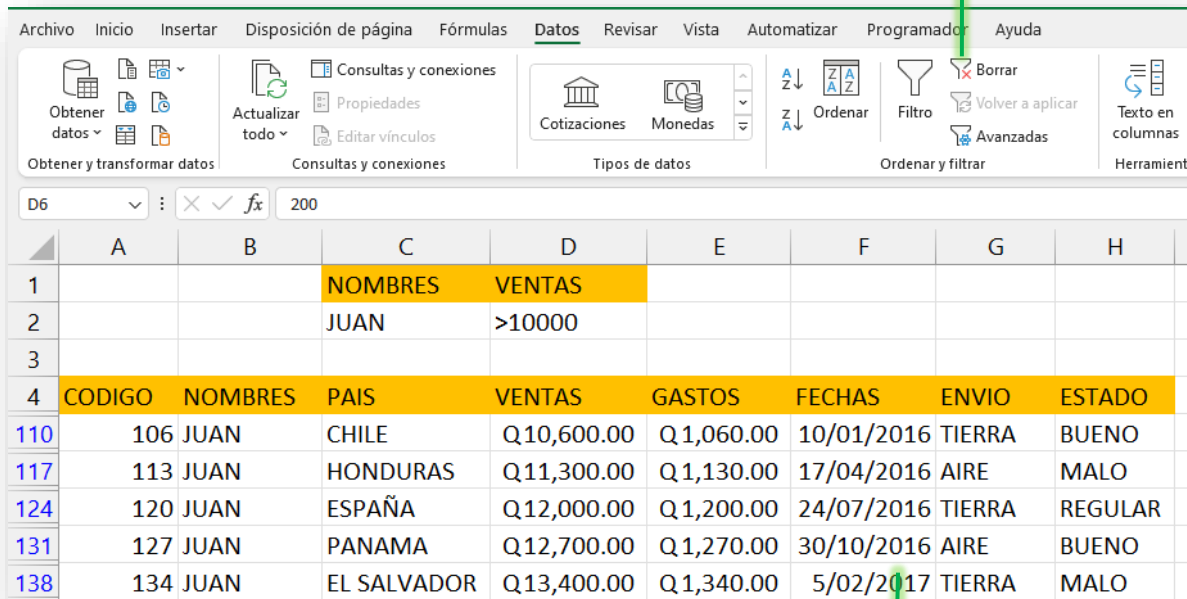 Archivo Inicio Insertar Disposición de página Fórmulas Datos Revisar Vista Automatizar Programador Ayuda
Obtener datos
Actualizar todo
Consultas y conexiones
Propiedades
Editar vínculos
Cotizaciones
Monedas
Ordenar
Filtro
Borrar
Volver a aplicar
Avanzadas
Texto en columnas
Obtener y transformar datos Consultas y conexiones Tipos de datos Ordenar y filtrar Herramient
D6 fx 200
A B C D E F G H
1 NOMBRES VENTAS
2 JUAN >10000
3
4 CODIGO NOMBRES PAIS VENTAS GASTOS FECHAS ENVIO ESTADO
110 106 JUAN CHILE Q10,600.00 Q1,060.00 10/01/2016 TIERRA BUENO
117 113 JUAN HONDURAS Q11,300.00 Q1,130.00 17/04/2016 AIRE MALO
124 120 JUAN ESPAÑA Q12,000.00 Q1,200.00 24/07/2016 TIERRA REGULAR
131 127 JUAN PANAMA Q12,700.00 Q1,270.00 30/10/2016 AIRE BUENO
138 134 JUAN EL SALVADOR Q13,400.00 Q1,340.00 5/02/2017 TIERRA MALO